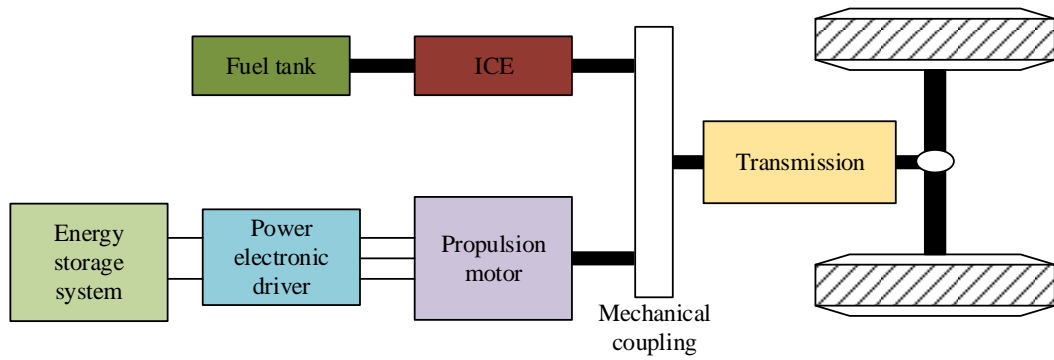 Fuel tank
ICE
Transmission
Energy
storage
system
Power
electronic
driver
Propulsion
motor
Mechanical
coupling